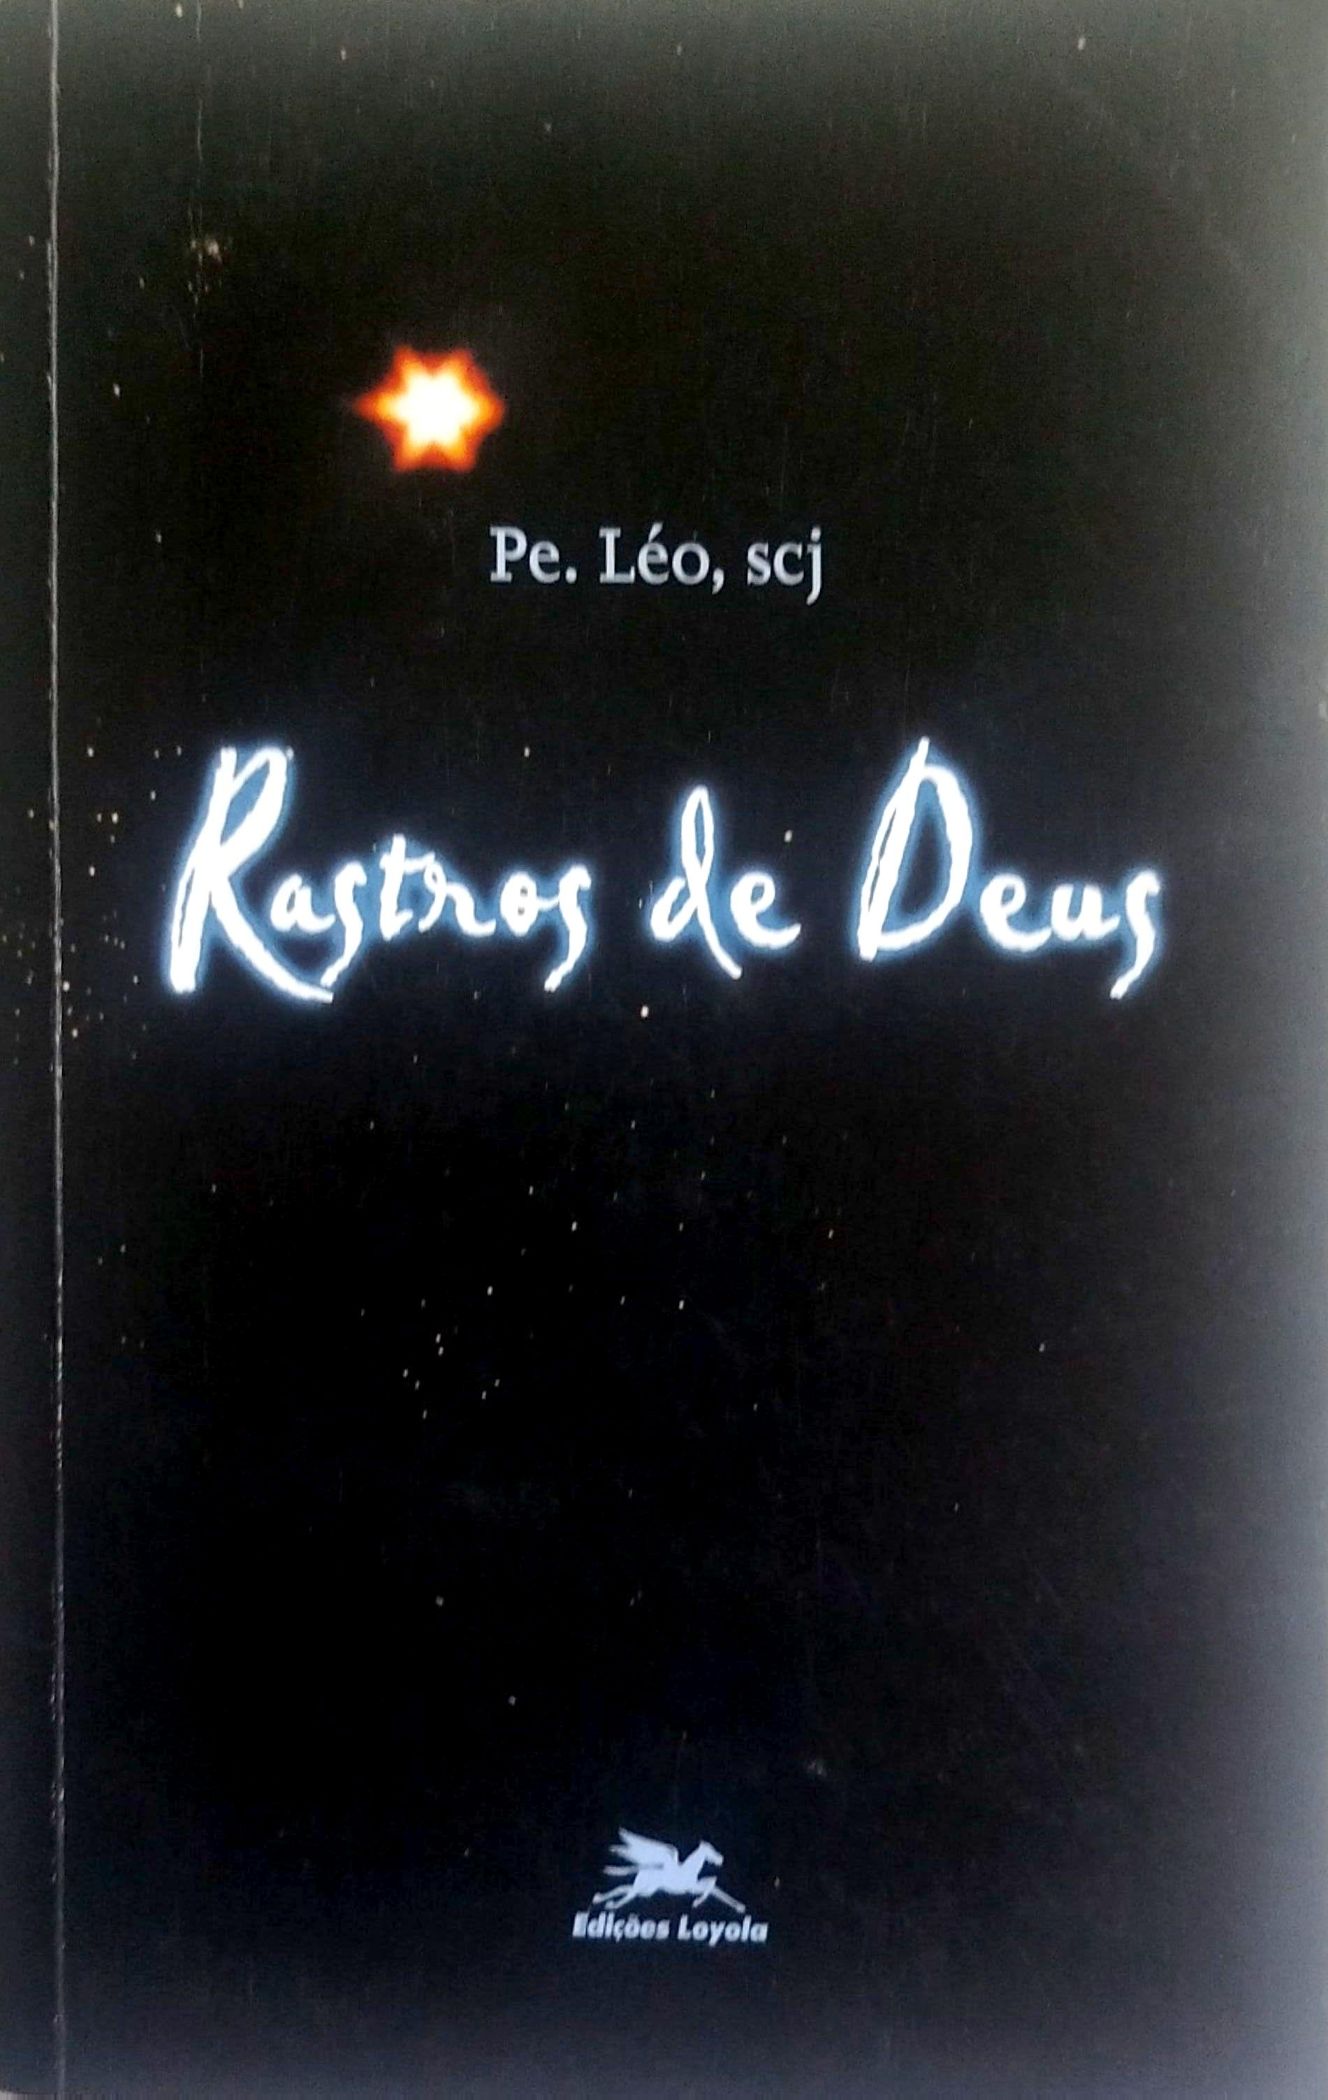 Pe. Léo, scj
Rastros de Deus
Edições Loyola